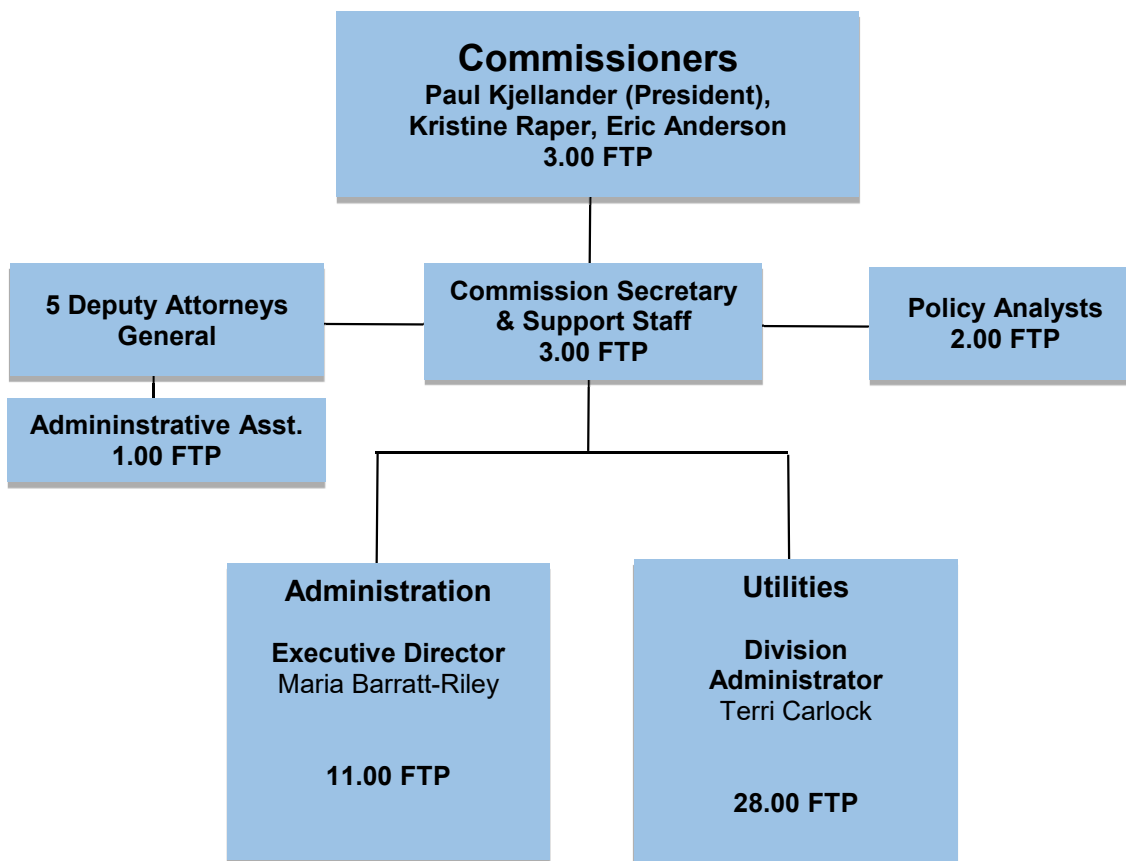 Commissioners
Paul Kjellander (President),
Kristine Raper, Eric Anderson
3.00 FTP
5 Deputy Attorneys
General
Commission Secretary
& Support Staff
3.00 FTP
Policy Analysts
2.00 FTP
Admininstrative Asst.
1.00 FTP
Administration
Executive Director
Maria Barratt-Riley
11.00 FTP
Utilities
Division
Administrator
Terri Carlock
28.00 FTP